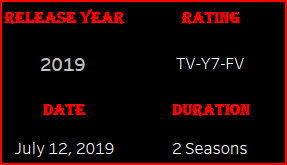 RELEASE YEAR RATING
2019 TV-Y7-FV
DATE DURATION
July 12, 2019 2 Seasons